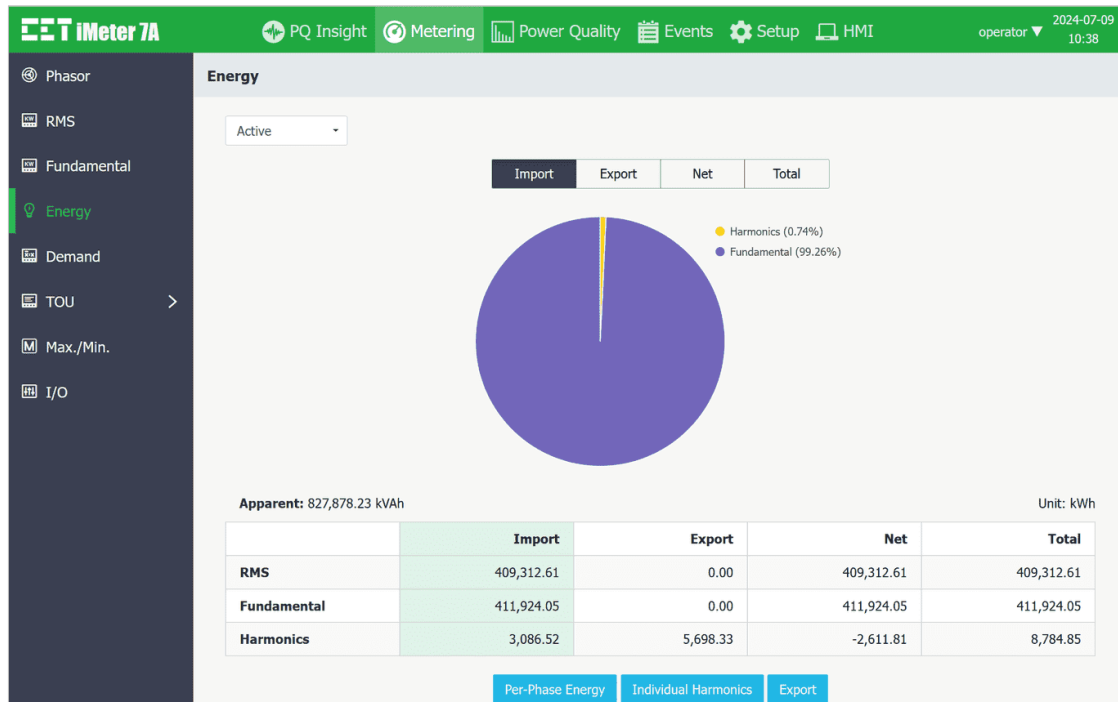 CET iMeter 7A
PQ Insight Metering Power Quality Events Setup HMI operator 2024-07-09
10:38
Phasor
RMS
Fundamental
Energy
Demand
TOU
Max./Min.
I/O
Energy
Active
Import Export Net Total
Harmonics (0.74%)
Fundamental (99.26%)
Apparent: 827,878.23 kVAh Unit: kWh
Import Export Net Total
RMS 409,312.61 0.00 409,312.61 409,312.61
Fundamental 411,924.05 0.00 411,924.05 411,924.05
Harmonics 3,086.52 5,698.33 -2,611.81 8,784.85
Per-Phase Energy Individual Harmonics Export